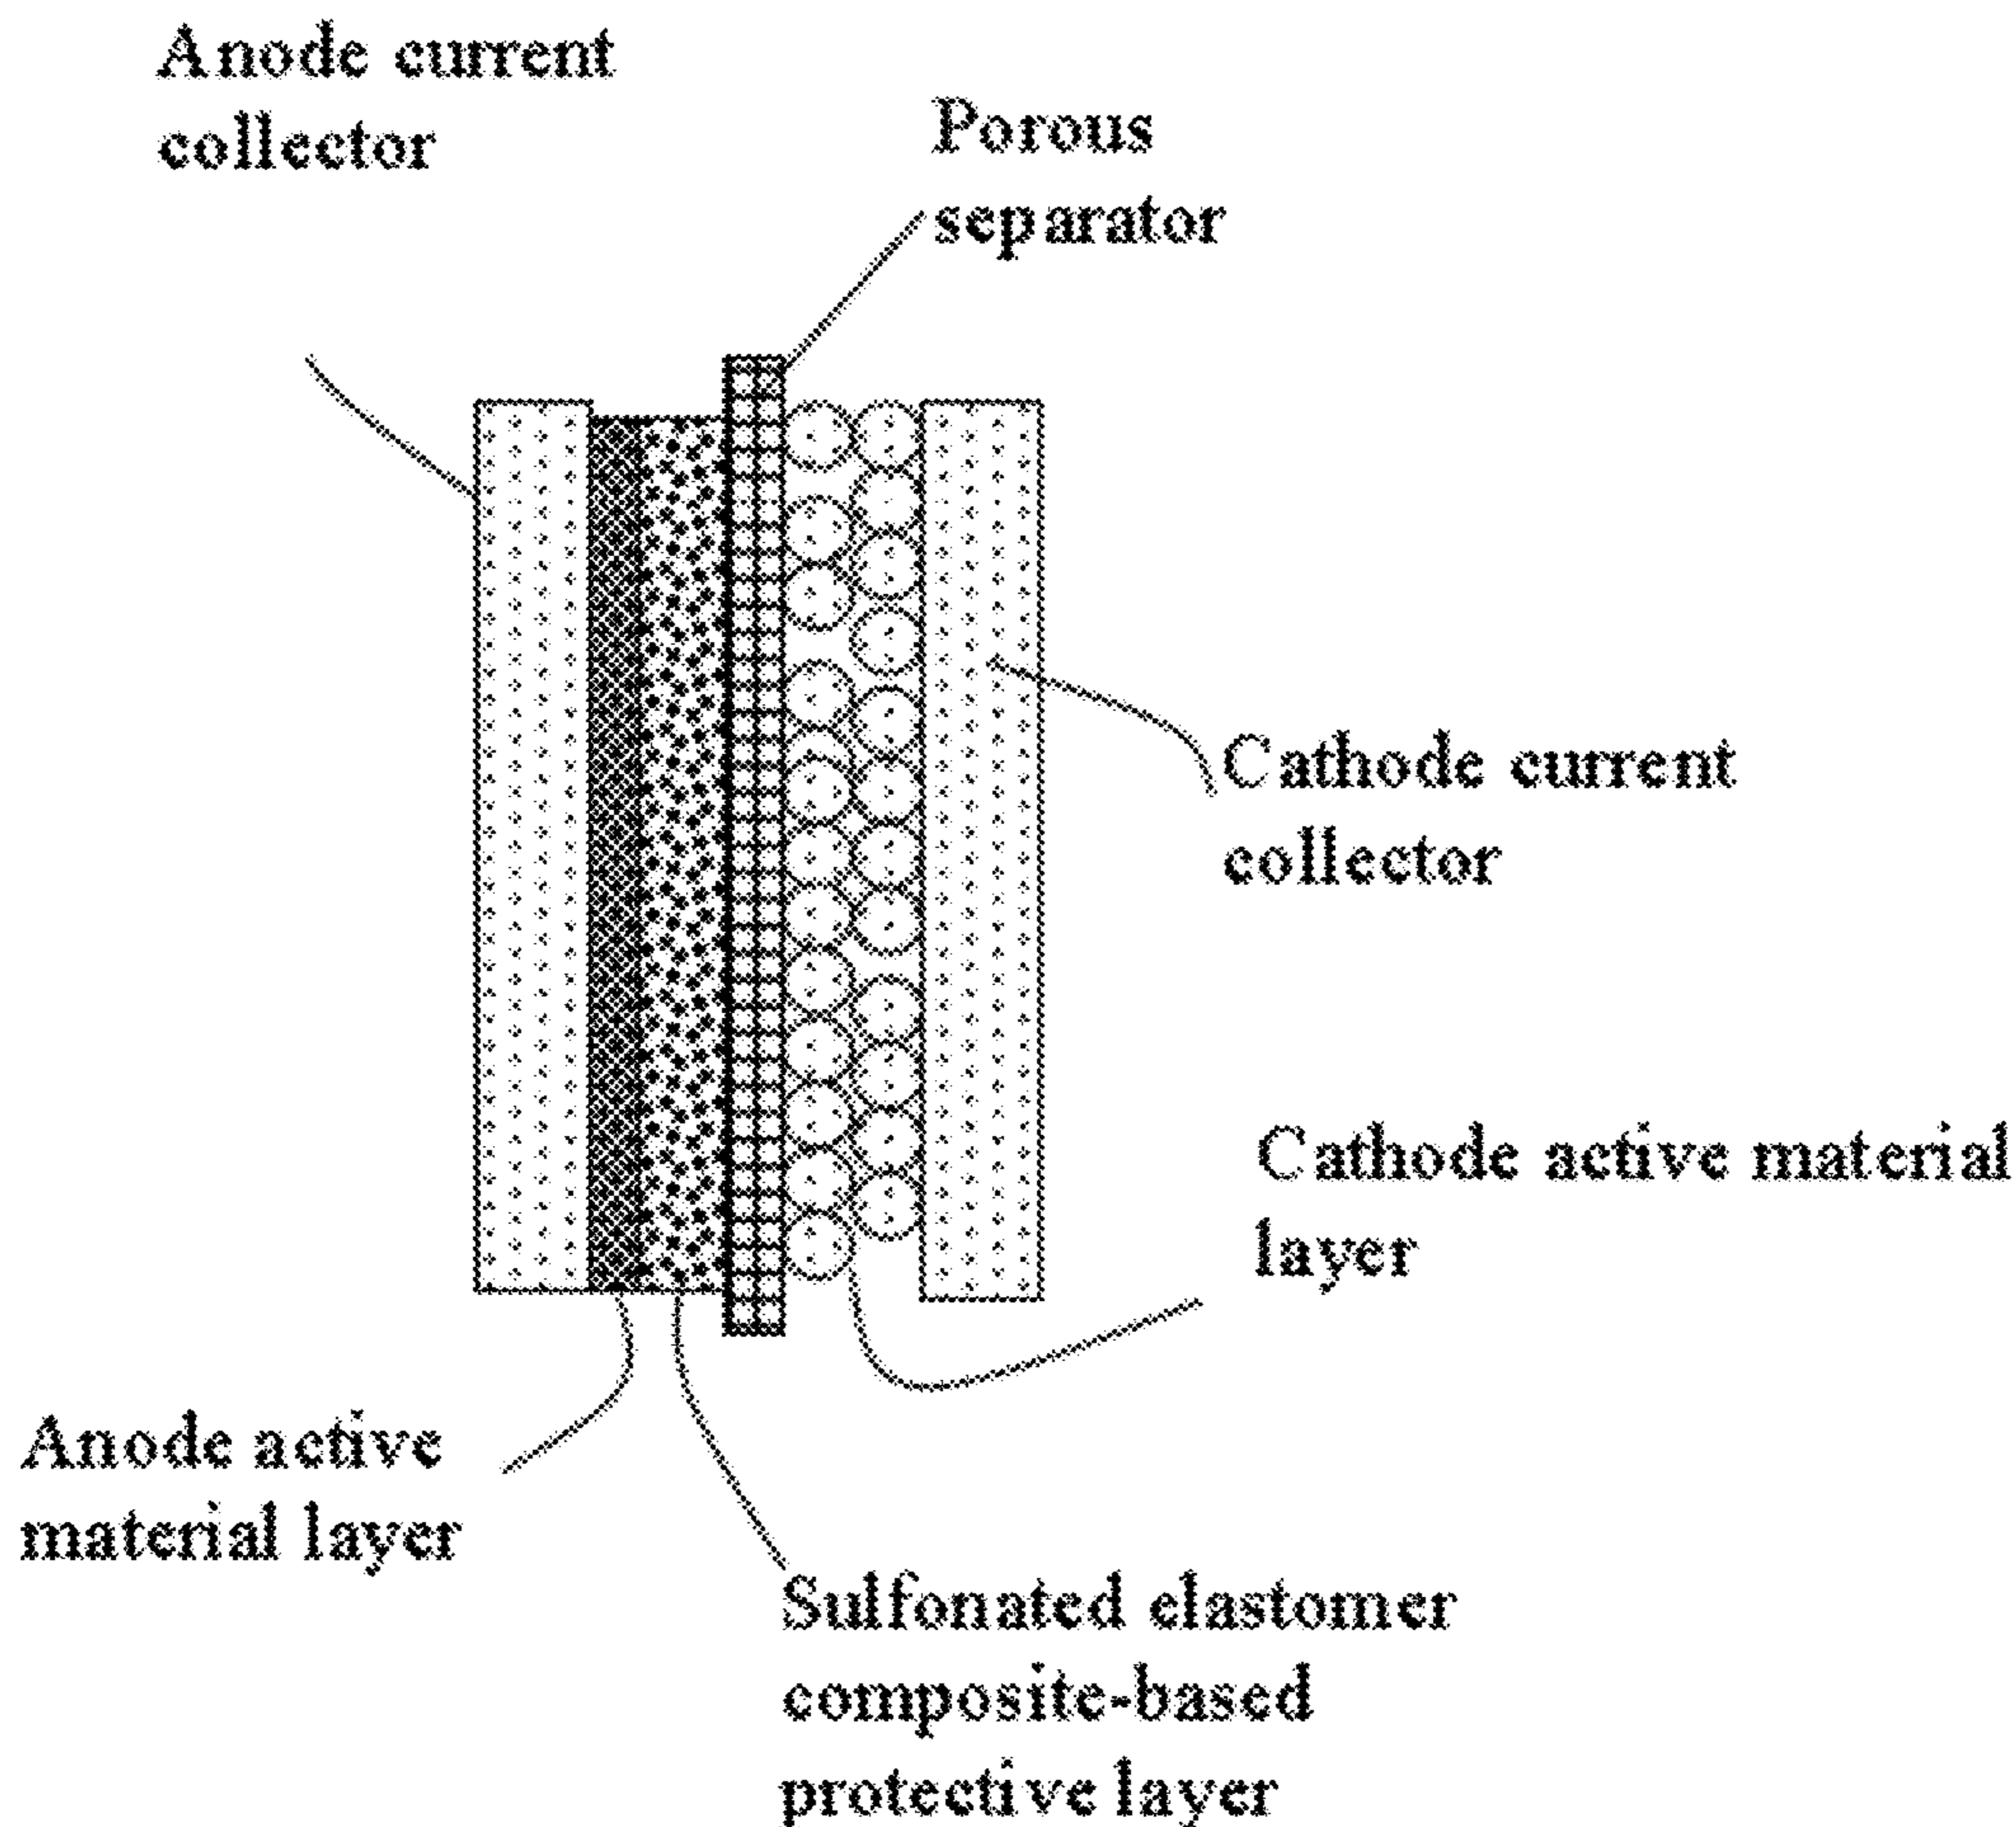 Anode current
collector
Porous
separator
Cathode current
collector
Cathode active material
layer
Anode active
material layer
Sulfonated elastomer
composite-based
protective layer